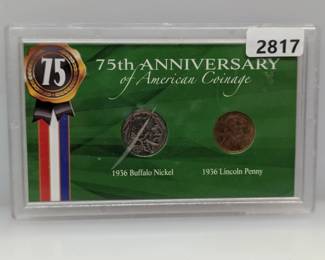 2817
75
75th ANNIVERSARY
of American Coinage
1936 Buffalo Nickel
1936 Lincoln Penny